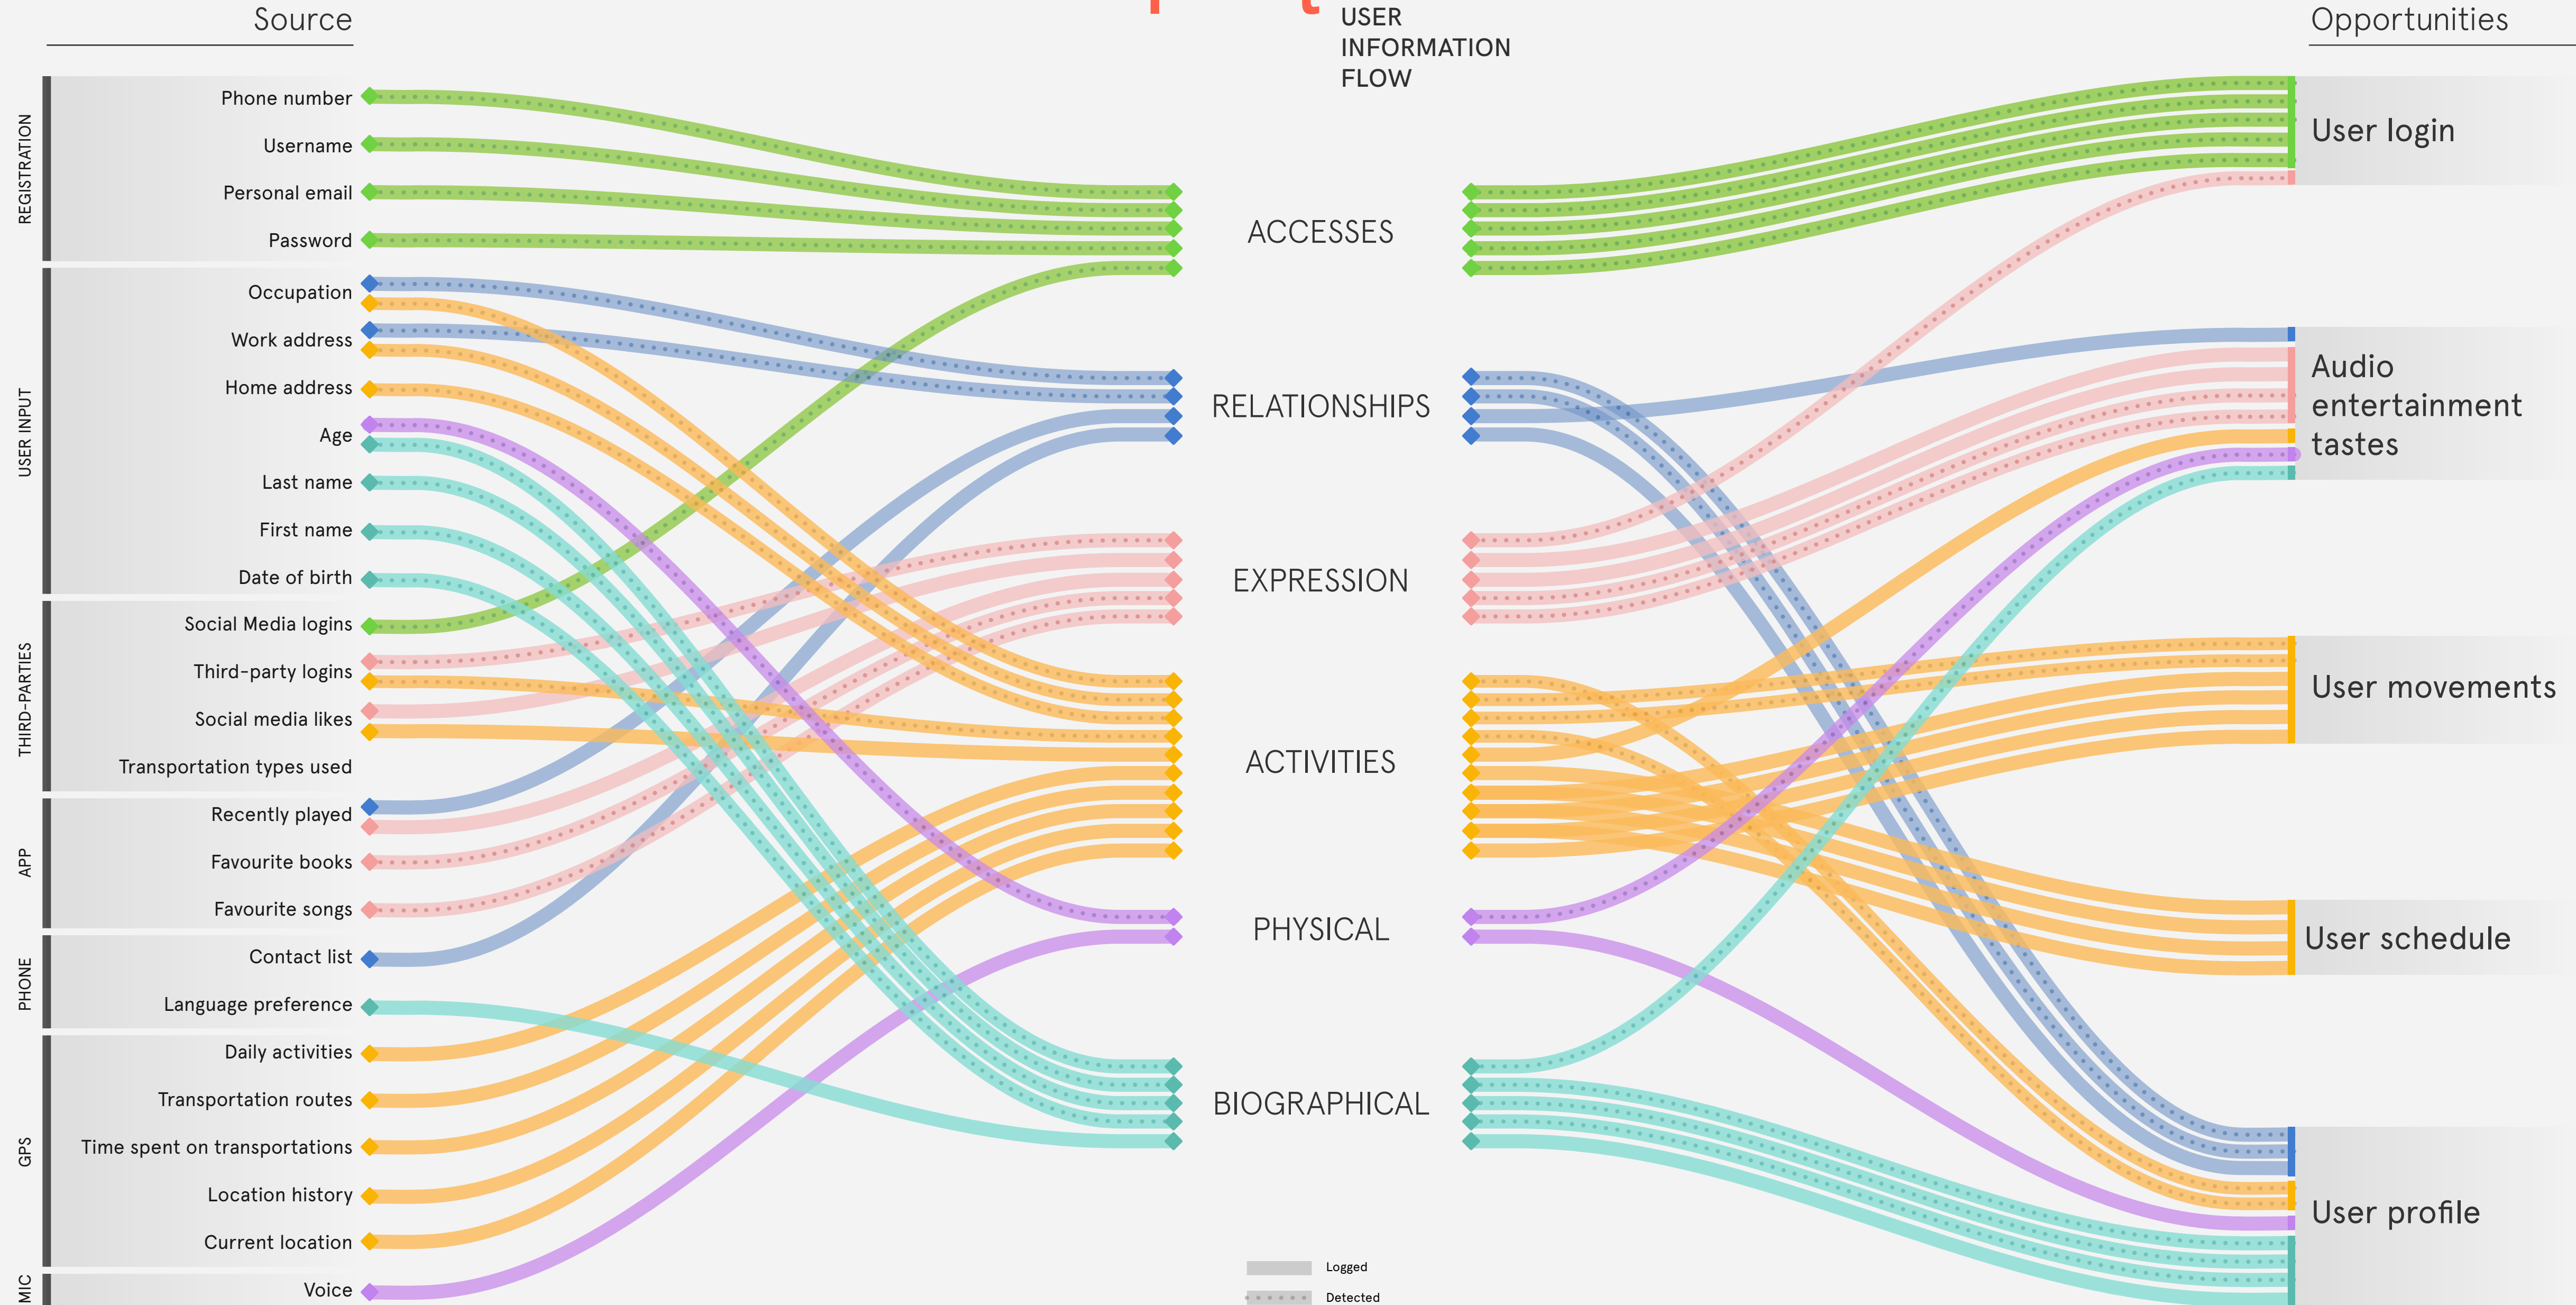 Source
USER
INFORMATION
FLOW
Opportunities
REGISTRATION
Phone number
Username
Personal email
Password
USER INPUT
Occupation
Work address
Home address
Age
Last name
First name
Date of birth
THIRD-PARTIES
Social Media logins
Third-party logins
Social media likes
Transportation types used
APP
Recently played
Favourite books
Favourite songs
PHONE
Contact list
Language preference
GPS
Daily activities
Transportation routes
Time spent on transportations
Location history
Current location
MIC
Voice
ACCESSES
RELATIONSHIPS
EXPRESSION
ACTIVITIES
PHYSICAL
BIOGRAPHICAL
Logged
Detected
User login
Audio
entertainment
tastes
User movements
User schedule
User profile